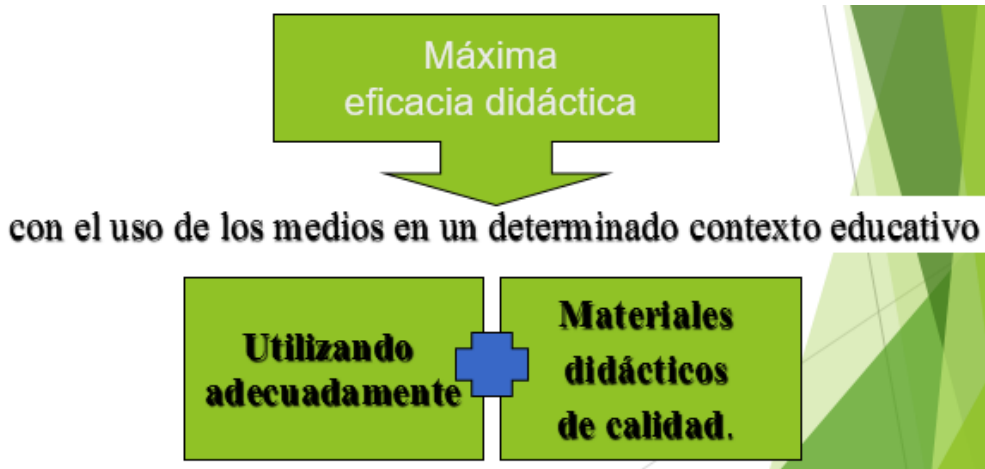 Máxima
eficacia didáctica
con el uso de los medios en un determinado contexto educativo
Utilizando
adecuadamente
Materiales
didácticos
de calidad.